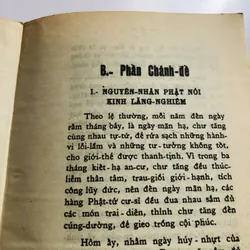 B.- Phần Chánh-đề
1.- NGUYÊN-NHÂN PHẬT NÓI
KINH LĂNG-NGHIÊM
Theo lệ thường, mỗi năm đến ngày
rằm tháng bảy, là ngày mãn hạ, chư tăng
cùng nhau tự-tứ, để rửa sạch những hành
vi lỗi-lầm và những tư-tưởng không tốt,
cho giới-thể được thanh-tịnh. Vì trong ba
tháng kiết-hạ an-cư, chư tăng đều thúc-
liễm thân tâm, trau-giồi giới-hạnh, tích
công lũy đức, nên đến ngày mãn hạ, các
hàng Phật-tử cư-sĩ đều đua nhau sắm đủ
các món trai-diên, thỉnh chư tăng đến
cúng-dường, để gieo trồng cội phúc.
Hôm ấy, nhằm ngày húy-nhựt của